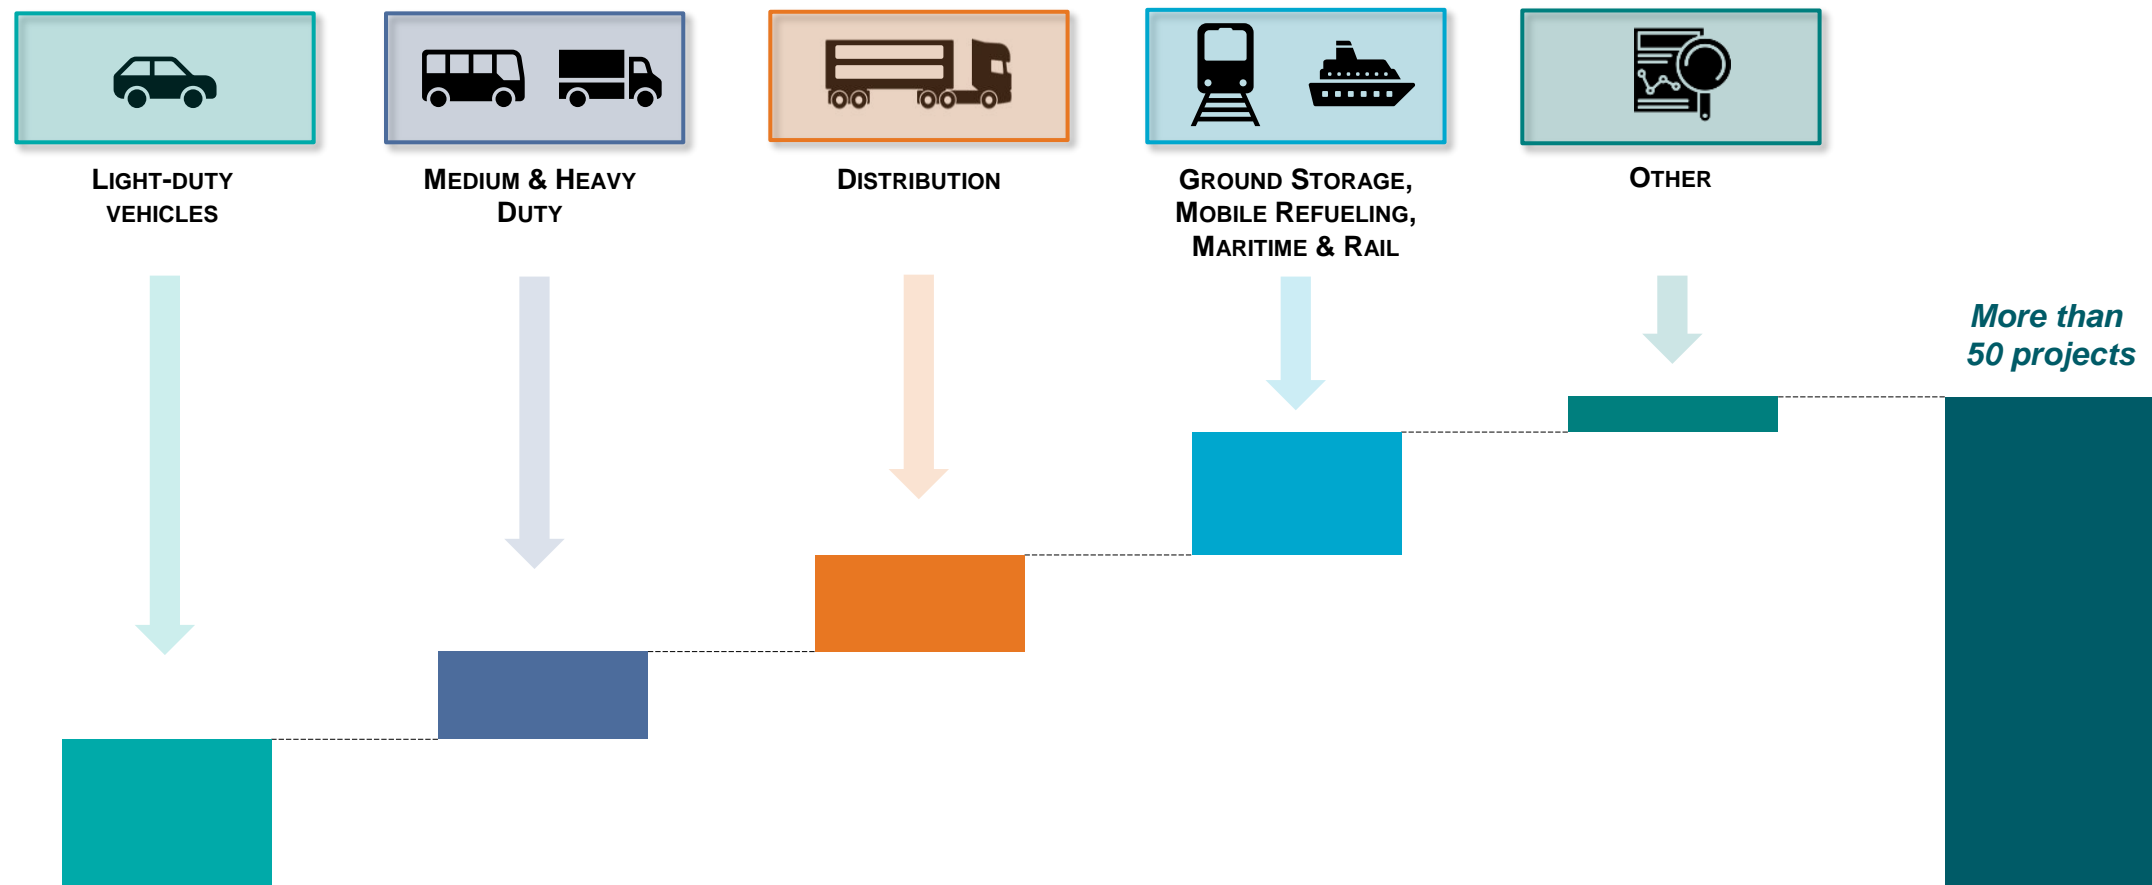 LIGHT-DUTY
VEHICLES
MEDIUM & HEAVY
DUTY
DISTRIBUTION
GROUND STORAGE,
MOBILE REFUELING,
MARITIME & RAIL
OTHER
More than
50 projects